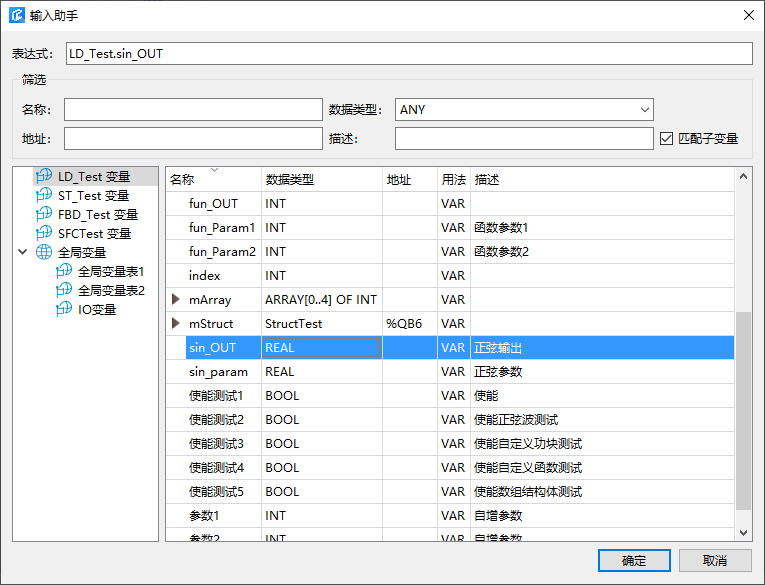 输入助手
表达式: LD_Test.sin_OUT
筛选
名称: 数据类型: ANY
地址: 描述: 匹配子变量
LD_Test 变量
ST_Test 变量
FBD_Test 变量
SFCTest 变量
全局变量
全局变量表1
全局变量表2
IO变量
名称 数据类型 地址 用法 描述
fun_OUT INT VAR
fun_Param1 INT VAR 函数参数1
fun_Param2 INT VAR 函数参数2
index INT VAR
mArray ARRAY[0..4] OF INT VAR
mStruct StructTest %QB6 VAR
sin_OUT REAL VAR 正弦输出
sin_param REAL VAR 正弦参数
使能测试1 BOOL VAR 使能
使能测试2 BOOL VAR 使能正弦波测试
使能测试3 BOOL VAR 使能自定义功块测试
使能测试4 BOOL VAR 使能自定义函数测试
使能测试5 BOOL VAR 使能数组结构体测试
参数1 INT VAR 自增参数
参数2 INT VAR 自增参数
确定 取消